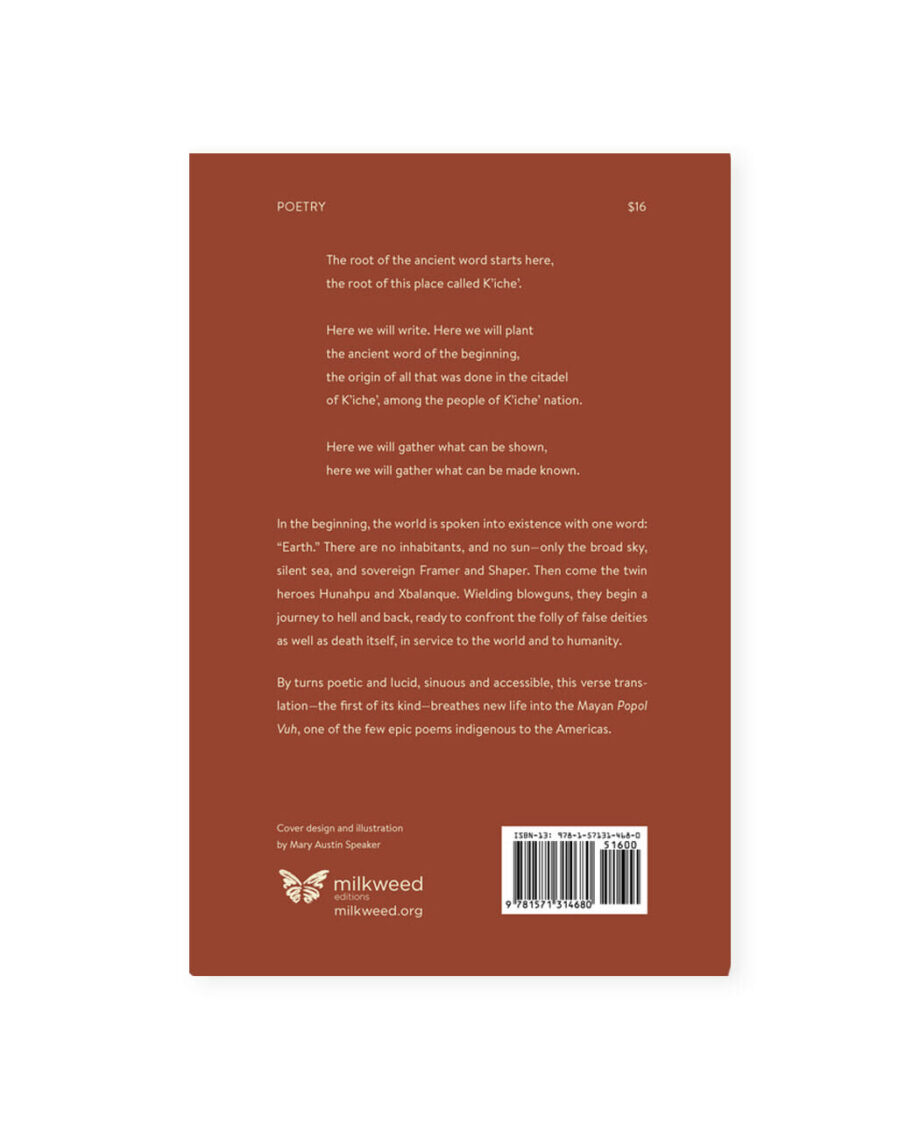 POETRY $16
The root of the ancient word starts here,
the root of this place called K’iche’.
Here we will write. Here we will plant
the ancient word of the beginning,
the origin of all that was done in the citadel
of K’iche’, among the people of K’iche’ nation.
Here we will gather what can be shown,
here we will gather what can be made known.
In the beginning, the world is spoken into existence with one word:
“Earth.” There are no inhabitants, and no sun—only the broad sky,
silent sea, and sovereign Framer and Shaper. Then come the twin
heroes Hunahpu and Xbalanque. Wielding blowguns, they begin a
journey to hell and back, ready to confront the folly of false deities
as well as death itself, in service to the world and to humanity.
By turns poetic and lucid, sinuous and accessible, this verse trans-
lation—the first of its kind—breathes new life into the Mayan Popol
Vuh, one of the few epic poems indigenous to the Americas.
Cover design and illustration
by Mary Austin Speaker
milkweed
editions
milkweed.org
ISBN-13: 978-1-57131-468-0
51600
9 781571 314680